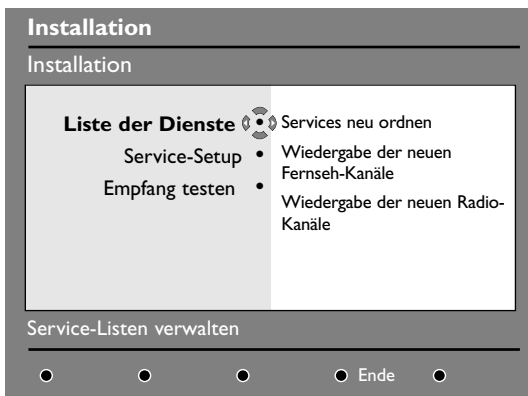 Installation
Installation
Liste der Dienste
Service-Setup •
Empfang testen •
Services neu ordnen
Wiedergabe der neuen
Fernseh-Kanäle
Wiedergabe der neuen Radio-
Kanäle
Service-Listen verwalten
Ende